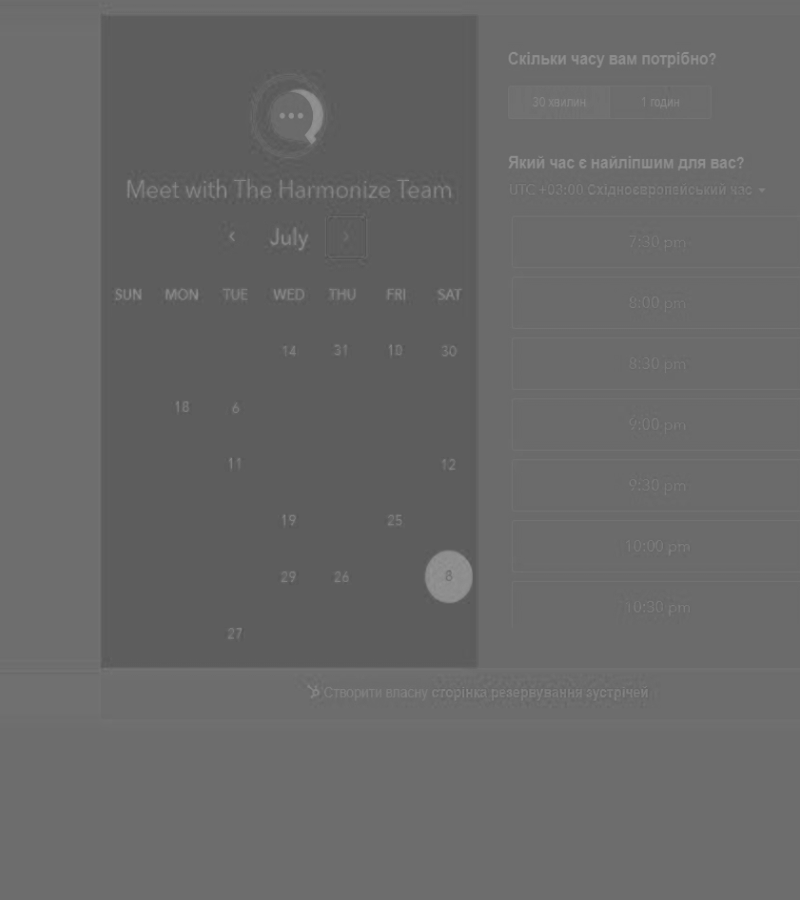 Meet with The Harmonize Team
July
SUN MON TUE WED THU FRI SAT
14 31 10 30
18 6
11 12
19 25
29 26 8
27
Скільки часу вам потрібно?
30 хвилин 1 годин
Який час є найліпшим для вас?
UTC +02:00 Східноєвропейський час
7:30 pm
8:00 pm
8:30 pm
9:00 pm
9:30 pm
10:00 pm
10:30 pm
Створити власну сторінка резервування зустрічей